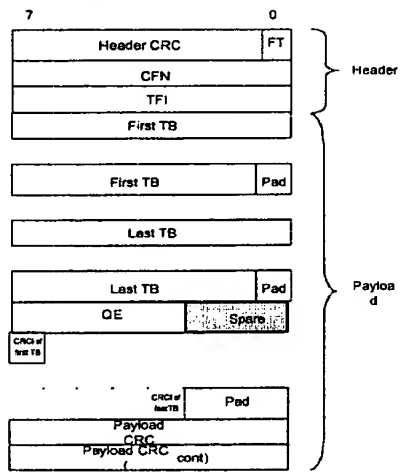 7 0
Header CRC FT
Header
CFN
TFI
First TB
First TB Pad
Last TB
Payloa
d
Last TB Pad
QE Spare
CRCI of
first TB
CRCI of
last TB
Pad
Payload
CRC
Payload CRC
( cont)